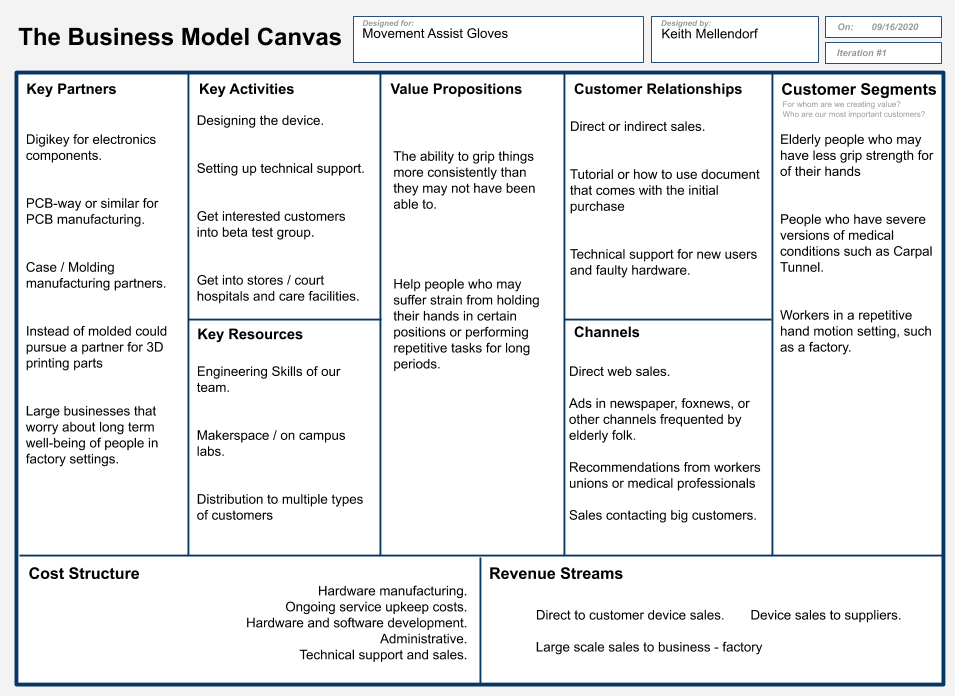 The Business Model Canvas
Designed for:
Movement Assist Gloves
Designed by:
Keith Mellendorf
On: 09/16/2020
Iteration #1
Key Partners
Digikey for electronics
components.
PCB-way or similar for
PCB manufacturing.
Case / Molding
manufacturing partners.
Instead of molded could
pursue a partner for 3D
printing parts
Large businesses that
worry about long term
well-being of people in
factory settings.
Key Activities
Designing the device.
Setting up technical support.
Get interested customers
into beta test group.
Get into stores / court
hospitals and care facilities.
Key Resources
Engineering Skills of our
team.
Makerspace / on campus
labs.
Distribution to multiple types
of customers
Value Propositions
The ability to grip things
more consistently than
they may not have been
able to.
Help people who may
suffer strain from holding
their hands in certain
positions or performing
repetitive tasks for long
periods.
Customer Relationships
Direct or indirect sales.
Tutorial or how to use document
that comes with the initial
purchase
Technical support for new users
and faulty hardware.
Channels
Direct web sales.
Ads in newspaper, foxnews, or
other channels frequented by
elderly folk.
Recommendations from workers
unions or medical professionals
Sales contacting big customers.
Customer Segments
For whom are we creating value?
Who are our most important customers?
Elderly people who may
have less grip strength for
of their hands
People who have severe
versions of medical
conditions such as Carpal
Tunnel.
Workers in a repetitive
hand motion setting, such
as a factory.
Cost Structure
Hardware manufacturing.
Ongoing service upkeep costs.
Hardware and software development.
Administrative.
Technical support and sales.
Revenue Streams
Direct to customer device sales. Device sales to suppliers.
Large scale sales to business - factory